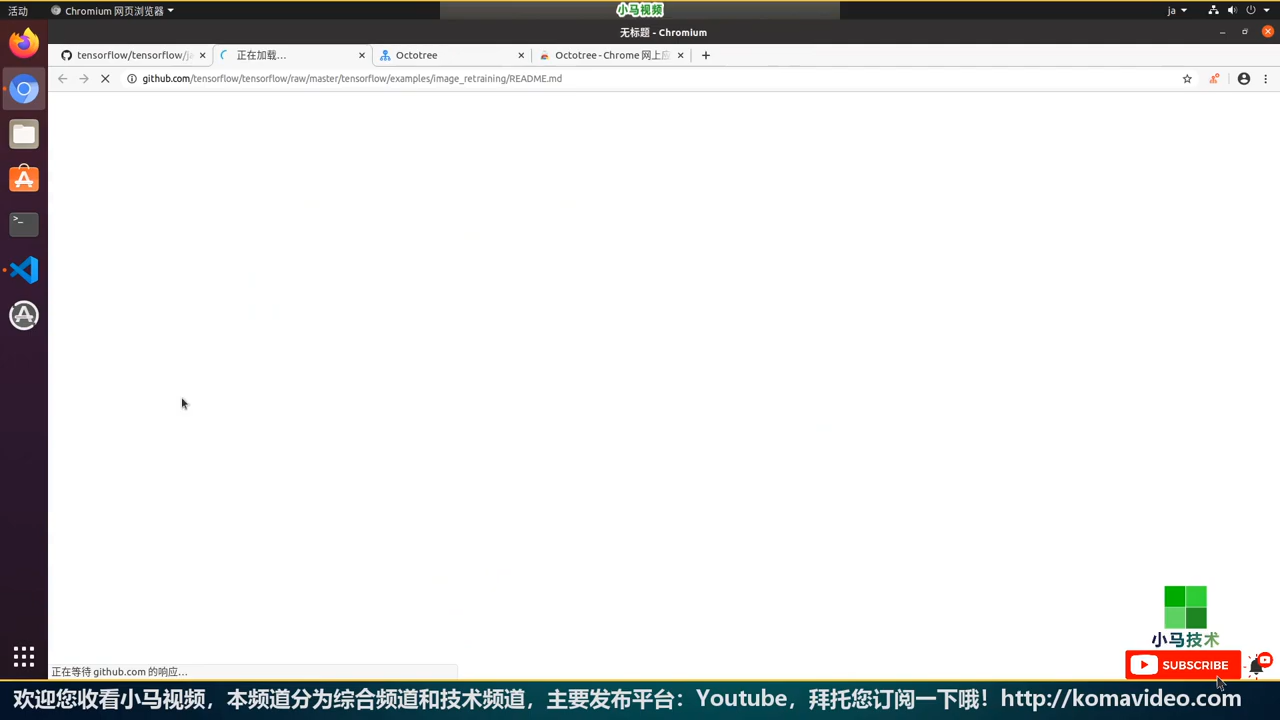 活动
Chromium 网页浏览器
小马视频
ja
无标题 - Chromium
tensorflow/tensorflow/j
正在加载…
Octotree
Octotree - Chrome 网上应
github.com/tensorflow/tensorflow/raw/master/tensorflow/examples/image_retraining/README.md
小马技术
SUBSCRIBE
正在等待 github.com 的响应…
欢迎您收看小马视频，本频道分为综合频道和技术频道，主要发布平台：Youtube，拜托您订阅一下哦！http://komavideo.com